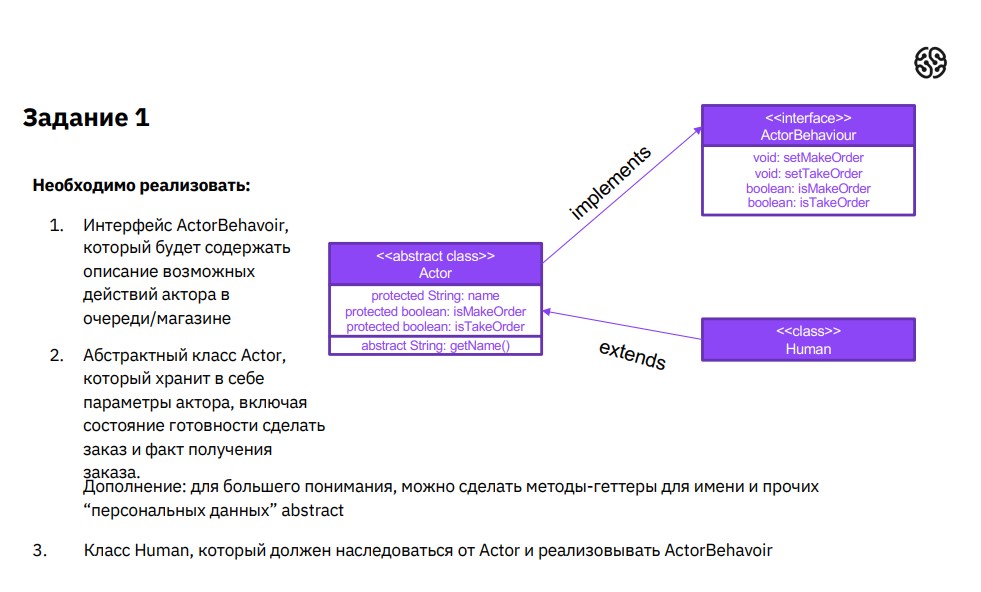 Задание 1
Необходимо реализовать:
1. Интерфейс ActorBehavoir,
который будет содержать
описание возможных
действий актора в
очереди/магазине
2. Абстрактный класс Actor,
который хранит в себе
параметры актора, включая
состояние готовности сделать
заказ и факт получения
заказа.
Дополнение: для большего понимания, можно сделать методы-геттеры для имени и прочих
“персональных данных” abstract
3. Класс Human, который должен наследоваться от Actor и реализовывать ActorBehavoir
<<interface>>
ActorBehaviour
void: setMakeOrder
void: setTakeOrder
boolean: isMakeOrder
boolean: isTakeOrder
implements
<<abstract class>>
Actor
protected String: name
protected boolean: isMakeOrder
protected boolean: isTakeOrder
abstract String: getName()
extends
<<class>>
Human